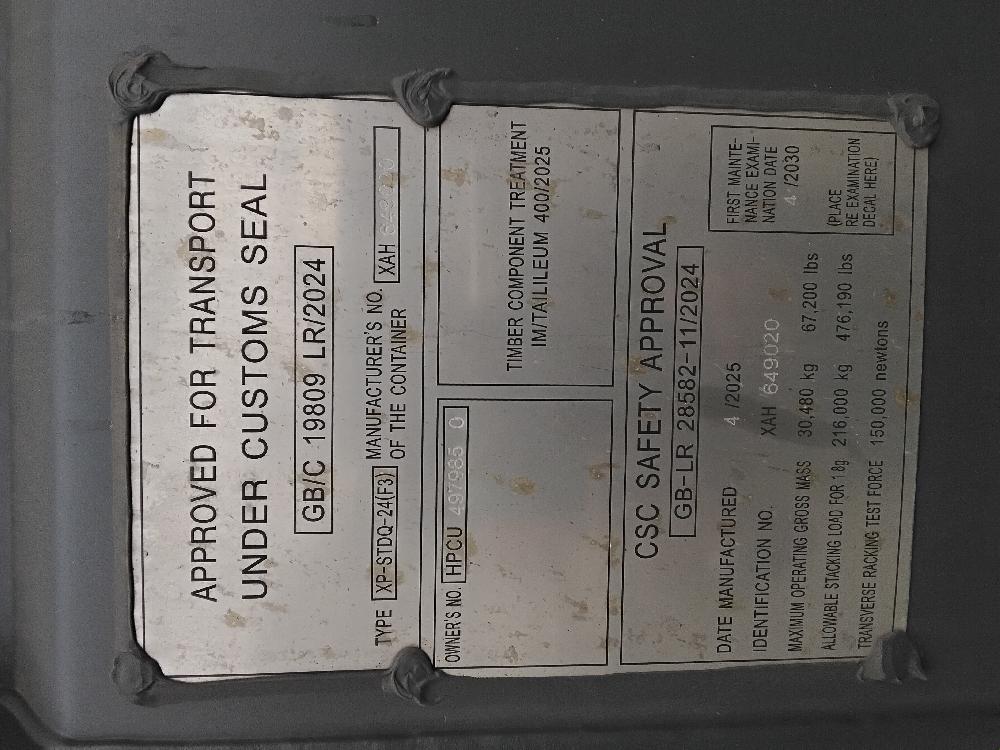 APPROVED FOR TRANSPORT
UNDER CUSTOMS SEAL
GB/C 19809 LR/2024
TYPE XP-STDQ-24(F3) MANUFACTURER'S NO. XAH
OF THE CONTAINER
OWNER'S NO. HPCU 497985 0
TIMBER COMPONENT TREATMENT
IM/TAILILEUM 400/2025
CSC SAFETY APPROVAL
GB-LR 28582-11/2024
DATE MANUFACTURED 4 /2025
IDENTIFICATION NO. XAH 649020
MAXIMUM OPERATING GROSS MASS 30,480 kg 67,200 lbs
ALLOWABLE STACKING LOAD FOR 1.8g 216,000 kg 476,190 lbs
TRANSVERSE RACKING TEST FORCE 150,000 newtons
FIRST MAINTE-
NANCE EXAMI-
NATION DATE
4 /2030
(PLACE
RE EXAMINATION
DECAL HERE)